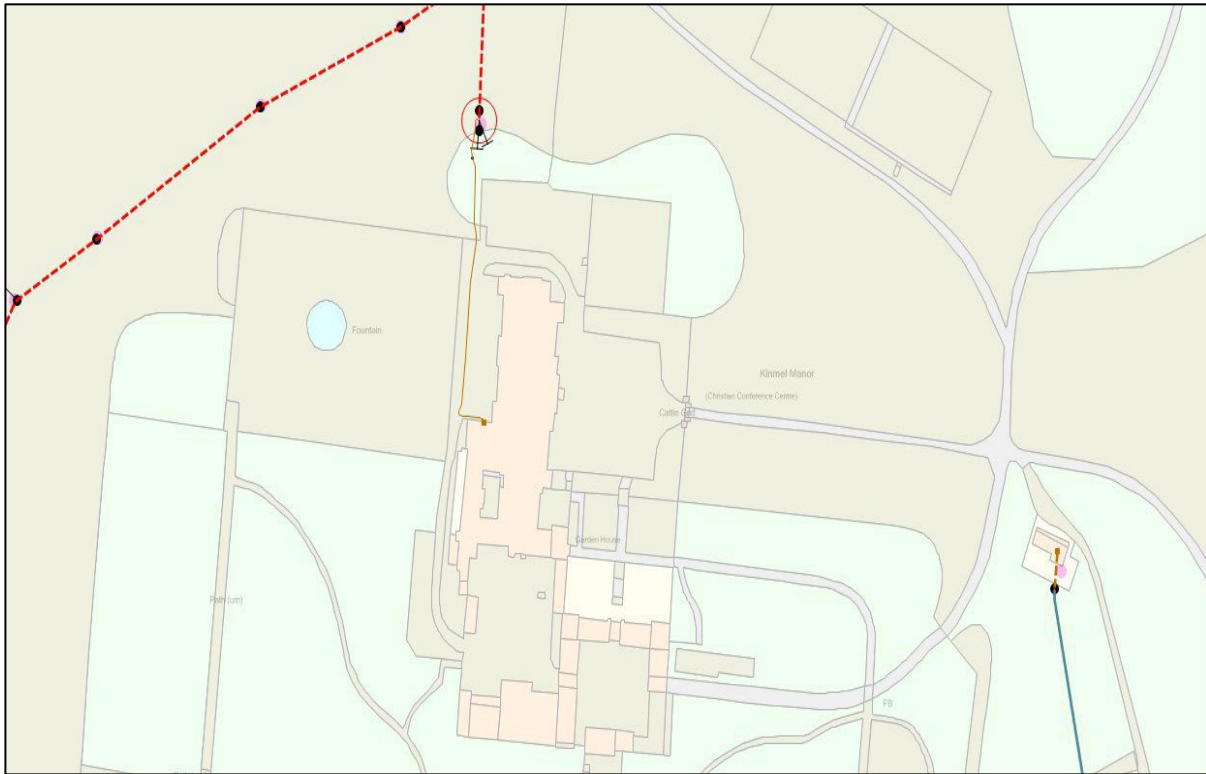 Fountain
Kinmel Manor
(Christian Conference Centre)
Cattle Grid
Garden House
Path (um)
FB